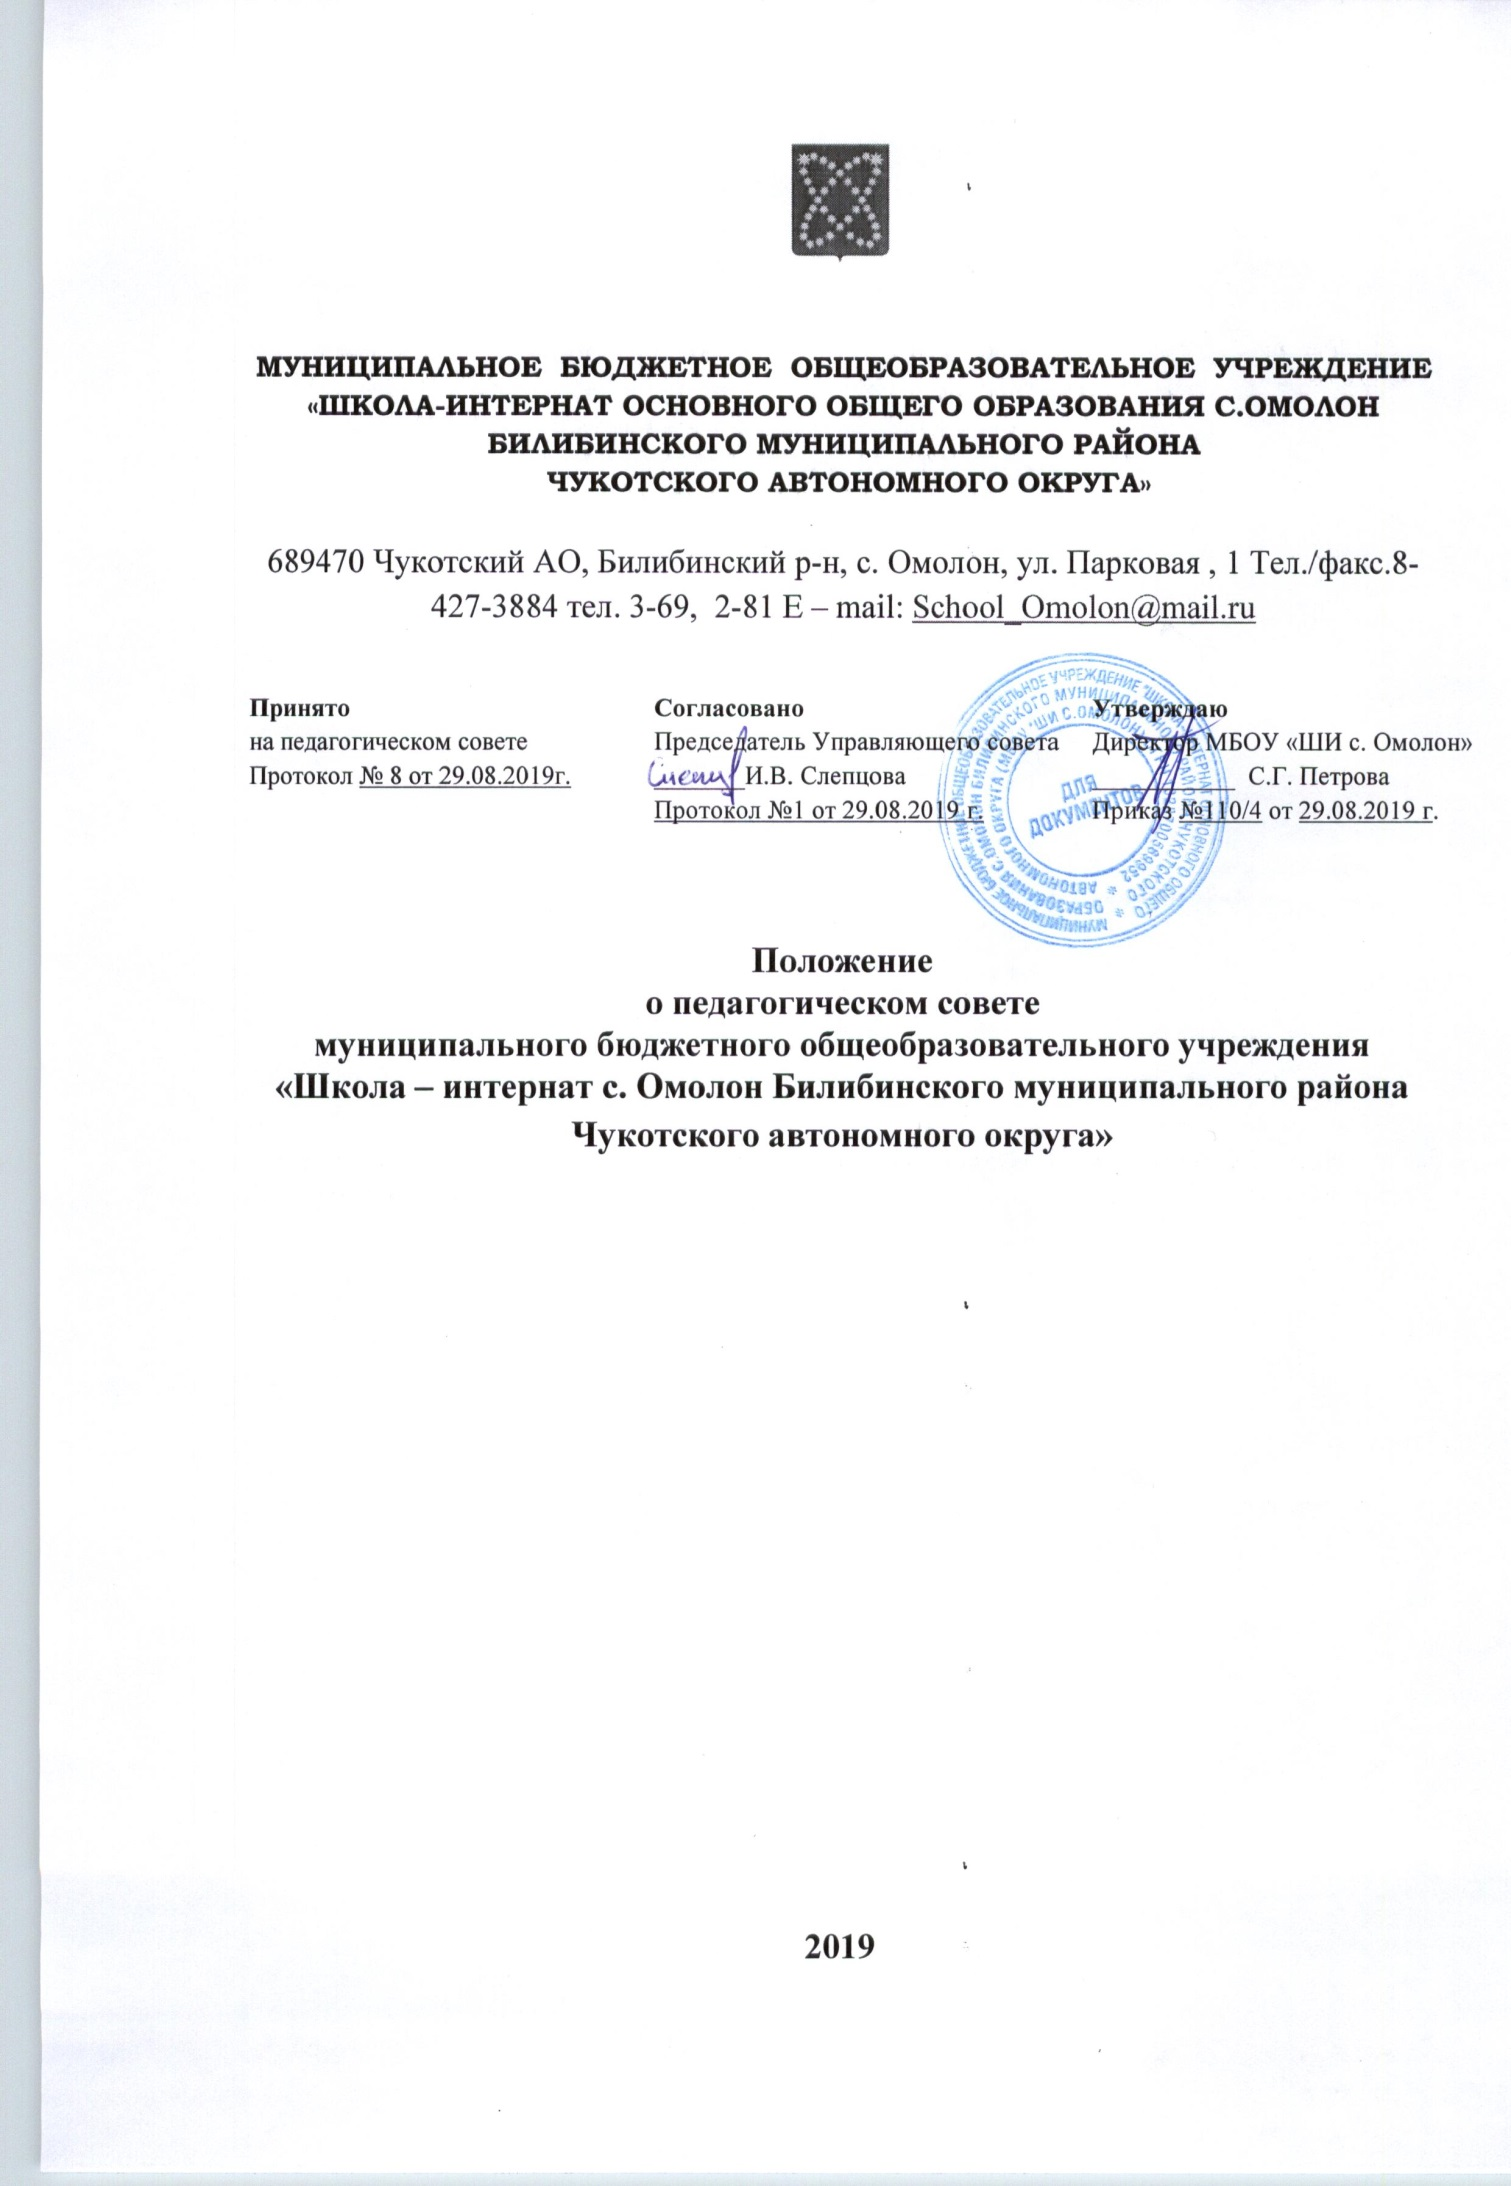 МУНИЦИПАЛЬНОЕ БЮДЖЕТНОЕ ОБЩЕОБРАЗОВАТЕЛЬНОЕ УЧРЕЖДЕНИЕ
«ШКОЛА-ИНТЕРНАТ ОСНОВНОГО ОБЩЕГО ОБРАЗОВАНИЯ С.ОМОЛОН
БИЛИБИНСКОГО МУНИЦИПАЛЬНОГО РАЙОНА
ЧУКОТСКОГО АВТОНОМНОГО ОКРУГА»
689470 Чукотский АО, Билибинский р-н, с. Омолон, ул. Парковая , 1 Тел./факс.8-
427-3884 тел. 3-69, 2-81 E – mail: School_Omolon@mail.ru
Принято
на педагогическом совете
Протокол № 8 от 29.08.2019г.
Согласовано
Председатель Управляющего совета
_______И.В. Слепцова
Протокол №1 от 29.08.2019 г.
Утверждаю
Директор МБОУ «ШИ с. Омолон»
___________ С.Г. Петрова
Приказ №110/4 от 29.08.2019 г.
ДЛЯ
ДОКУМЕНТОВ
Положение
о педагогическом совете
муниципального бюджетного общеобразовательного учреждения
«Школа – интернат с. Омолон Билибинского муниципального района
Чукотского автономного округа»
2019